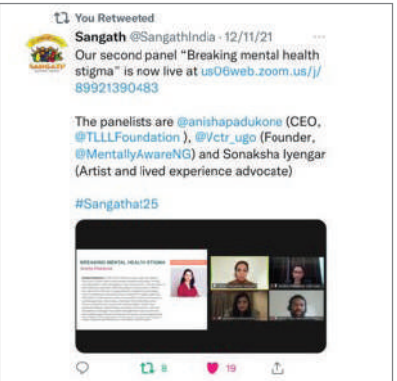 You Retweeted
Sangath @SangathIndia · 12/11/21 ...
Our second panel “Breaking mental health
stigma” is now live at us06web.zoom.us/j/
89921390483
The panelists are @anishapadukone (CEO,
@TLLLFoundation ), @Vctr_ugo (Founder,
@MentallyAwareNG) and Sonaksha Iyengar
(Artist and lived experience advocate)
#Sangathat25
BREAKING MENTAL HEALTH STIGMA
8 19